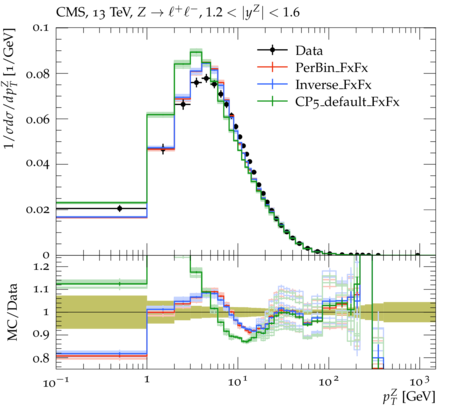 CMS, 13 TeV, Z → ℓ⁺ℓ⁻, 1.2 < |y^Z| < 1.6
1/σdσ/dp_T^Z [1/GeV]
0.1
0.08
0.06
0.04
0.02
0
Data
PerBin_FxFx
Inverse_FxFx
CP5_default_FxFx
MC/Data
1.2
1.1
1
0.9
0.8
10⁻¹ 1 10¹ 10² 10³
p_T^Z [GeV]